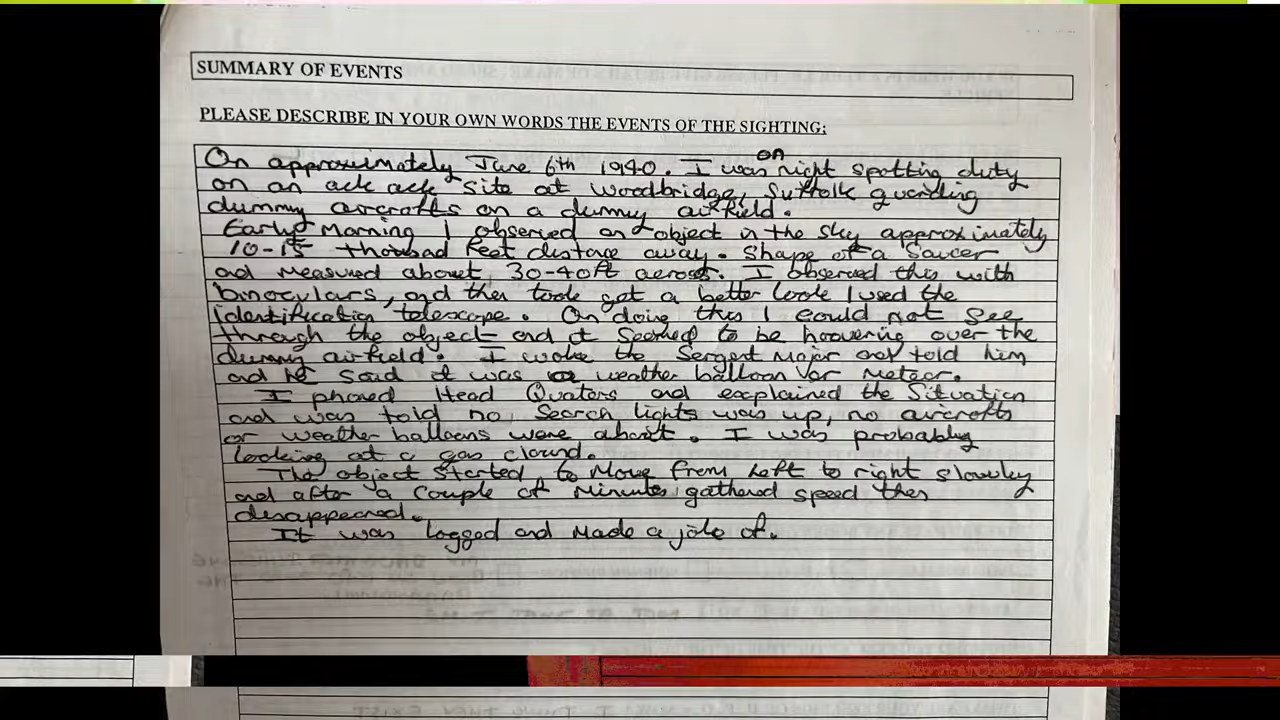 SUMMARY OF EVENTS
PLEASE DESCRIBE IN YOUR OWN WORDS THE EVENTS OF THE SIGHTING:
On approximately June 6th 1940. I was on night spotting duty
on an ack ack site at Woodbridge, Suffolk guarding
dummy aircrafts on a dummy airfield.
Early Morning I observed an object in the sky approximately
10-15 thousand feet distance away. Shape of a Saucer
and measured about 30-40ft across. I observed this with
binoculars, and then took got a better look I used the
identification telescope. On doing this I could not see
through the object and it seemed to be hoovering over the
dummy airfield. I woke the Sergent Major and told him
and he said it was weather balloon or Meteor.
I phoned Head Quaters and explained the Situation
and was told no Search lights was up, no aircrafts
or weather balloons were about. I was probably
looking at a gas clound.
The object started to move from Left to right slowley
and after a couple of minutes gathered speed then
disappeared.
It was logged and made a joke of.